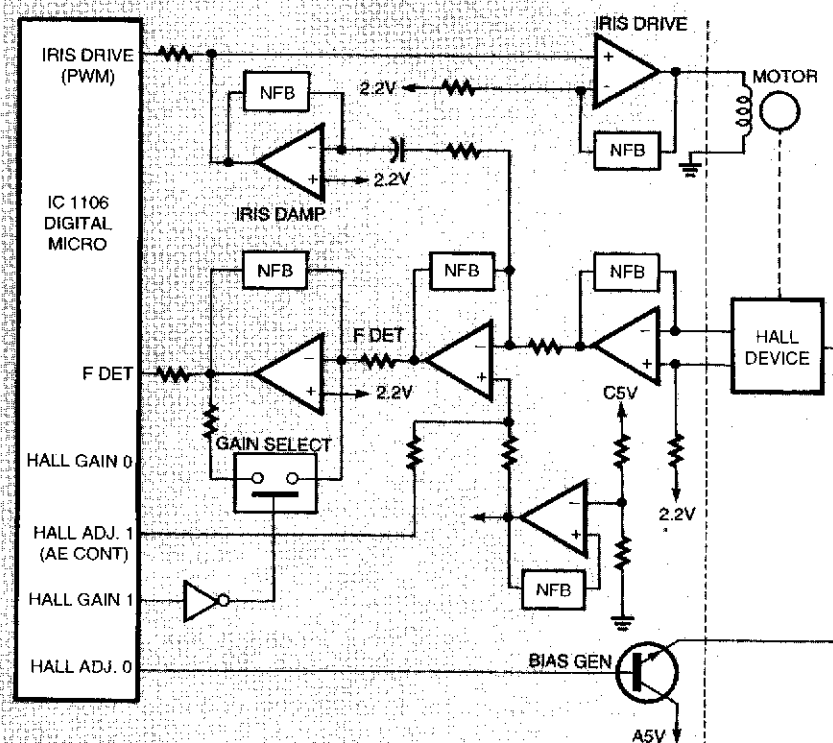 IRIS DRIVE
IRIS DRIVE
(PWM)
MOTOR
NFB
2.2V
NFB
2.2V
IC 1106
DIGITAL
MICRO
IRIS DAMP
NFB
NFB
NFB
F DET
HALL
DEVICE
F DET
2.2V
C5V
GAIN SELECT
HALL GAIN 0
2.2V
HALL ADJ. 1
(AE CONT)
NFB
HALL GAIN 1
BIAS GEN
HALL ADJ. 0
A5V
+
-
-
+
-
+
-
+
-
+
-
+